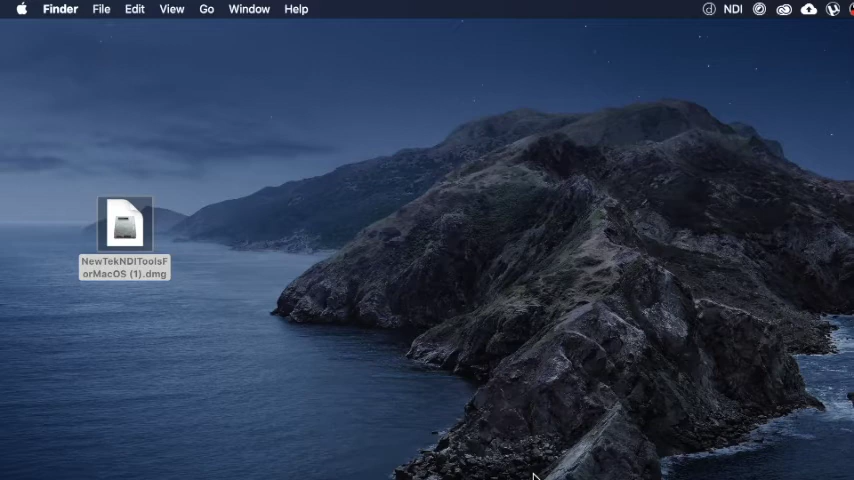 Finder File Edit View Go Window Help NDI
NewTekNDIToolsF
orMacOS (1).dmg